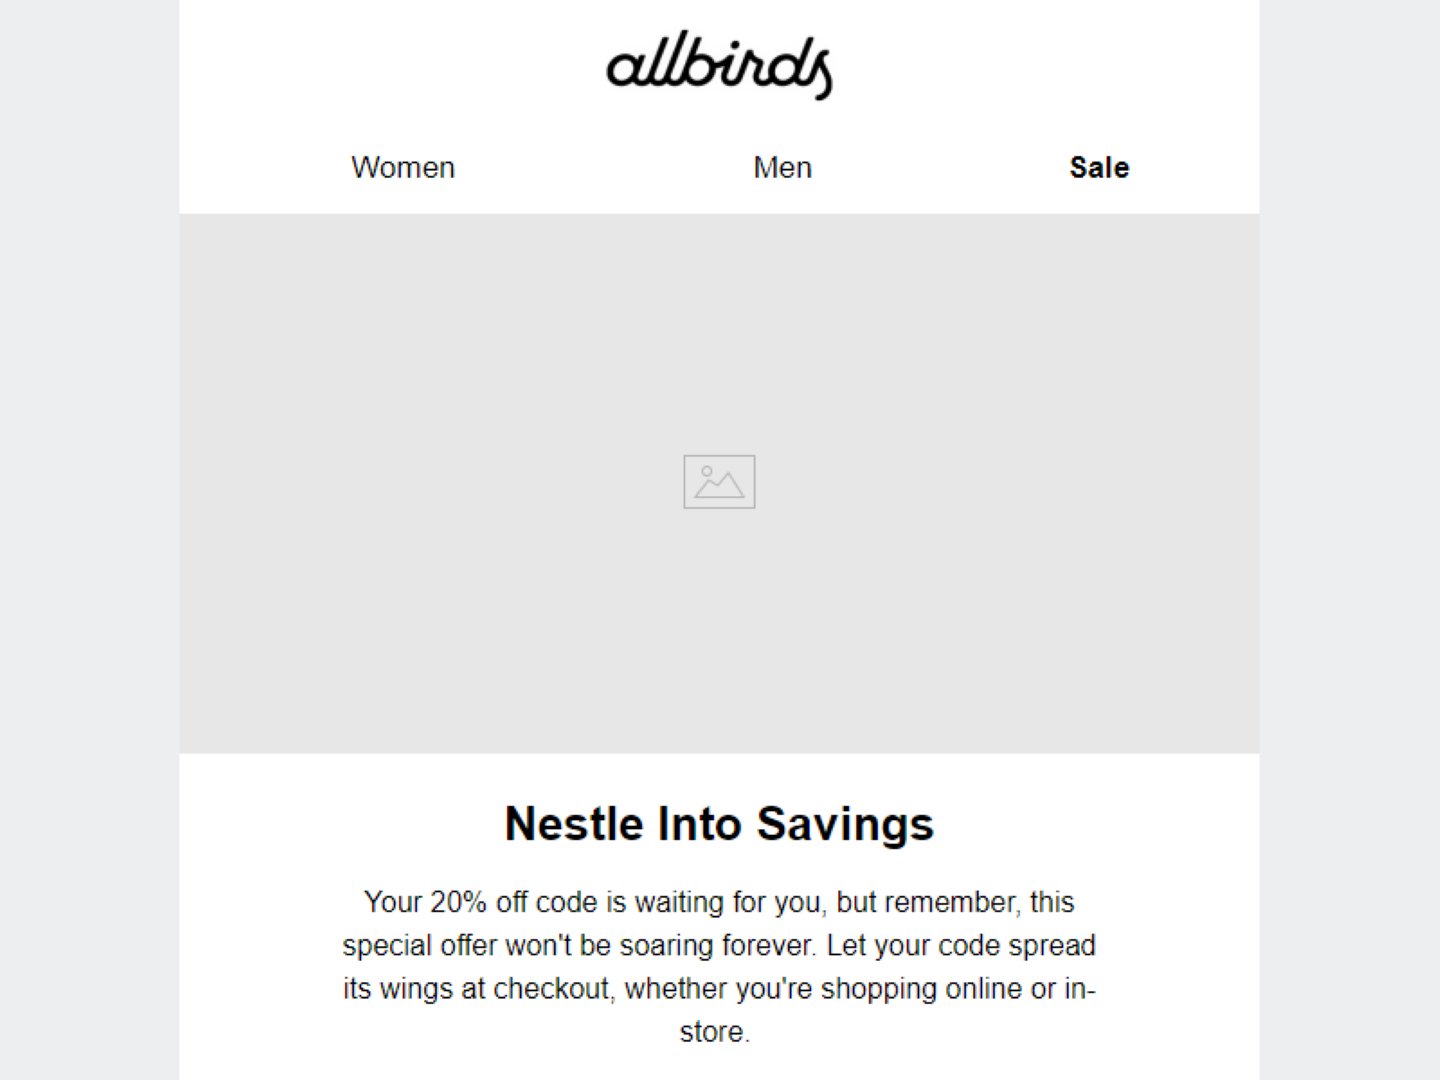 allbirds
Women Men Sale
Nestle Into Savings
Your 20% off code is waiting for you, but remember, this
special offer won't be soaring forever. Let your code spread
its wings at checkout, whether you're shopping online or in-
store.